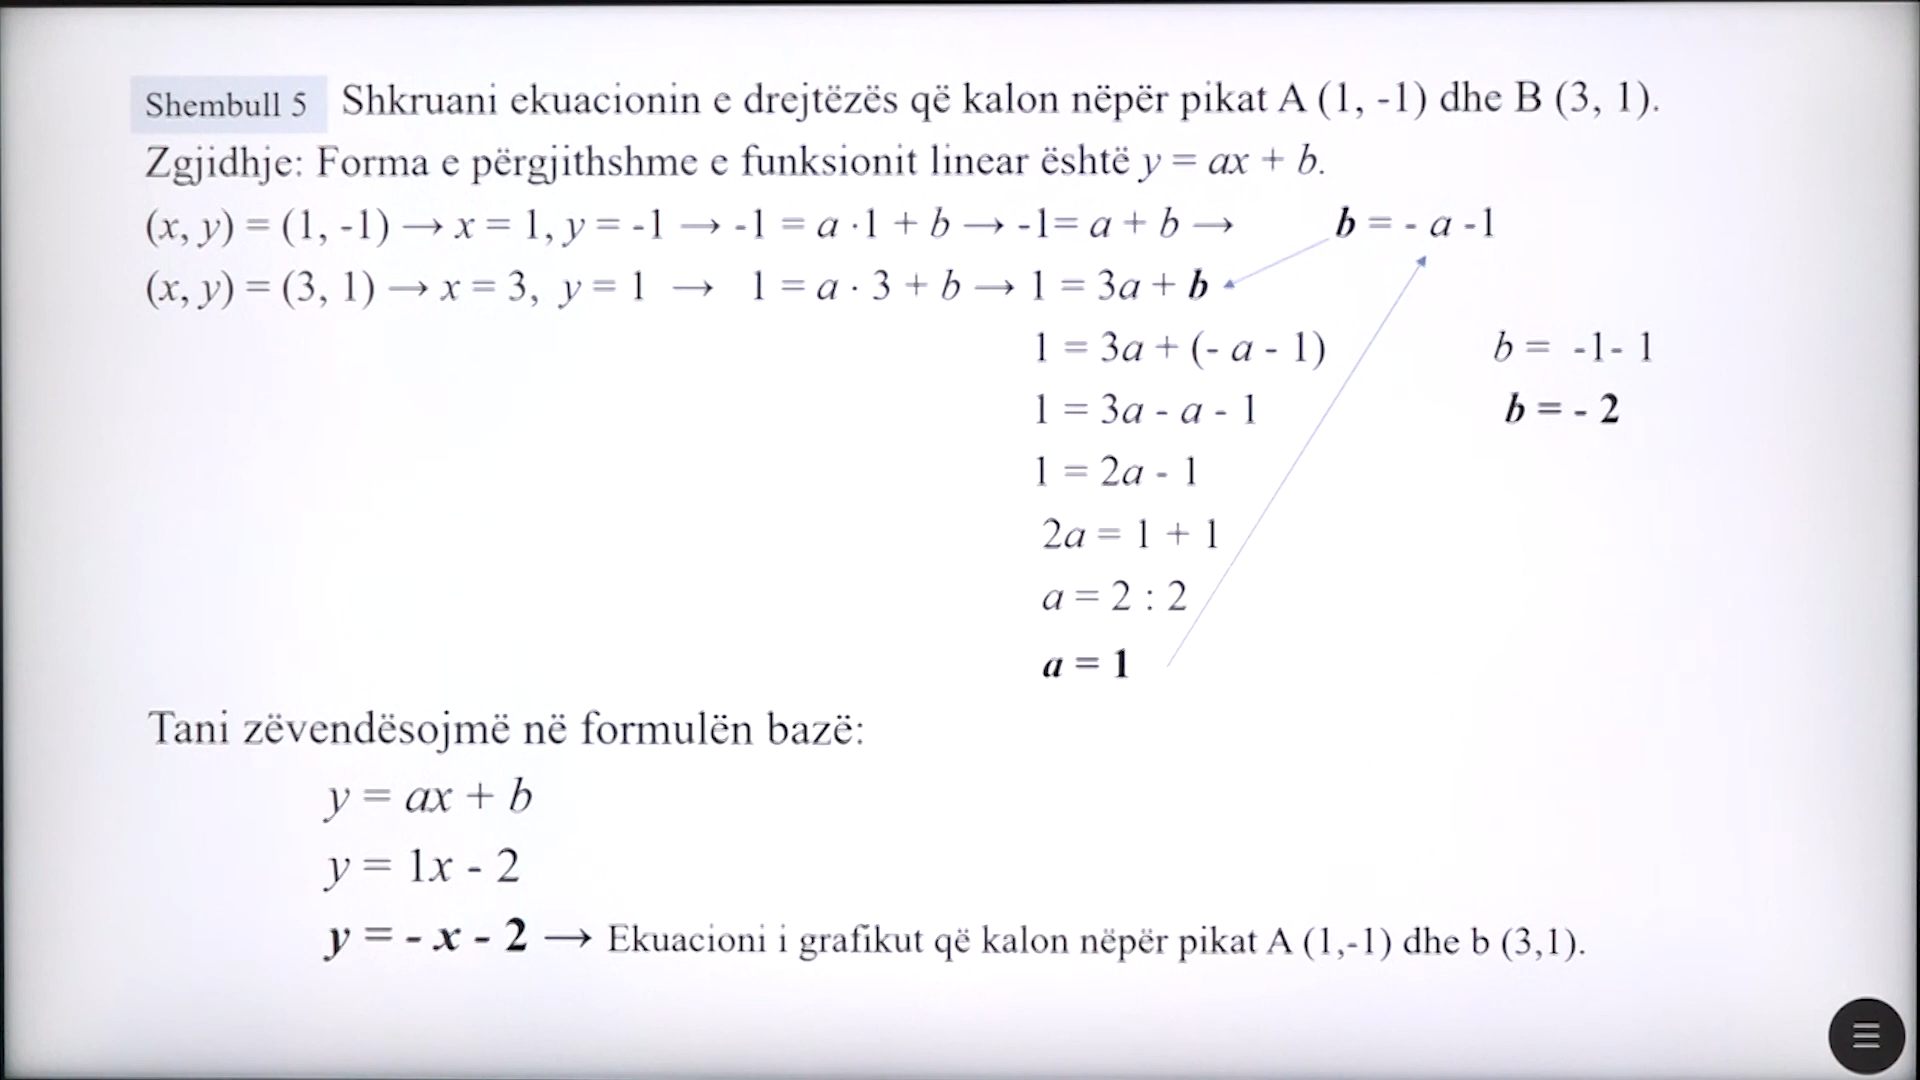 Shembull 5 Shkruani ekuacionin e drejtëzës që kalon nëpër pikat A (1, -1) dhe B (3, 1).
Zgjidhje: Forma e përgjithshme e funksionit linear është y = ax + b.
(x, y) = (1, -1) → x = 1, y = -1 → -1 = a ·1 + b → -1= a + b → b = - a -1
(x, y) = (3, 1) → x = 3, y = 1 → 1 = a · 3 + b → 1 = 3a + b
1 = 3a + (- a - 1) b = -1- 1
1 = 3a - a - 1 b = - 2
1 = 2a - 1
2a = 1 + 1
a = 2 : 2
a = 1
Tani zëvendësojmë në formulën bazë:
y = ax + b
y = 1x - 2
y = - x - 2 → Ekuacioni i grafikut që kalon nëpër pikat A (1,-1) dhe b (3,1).